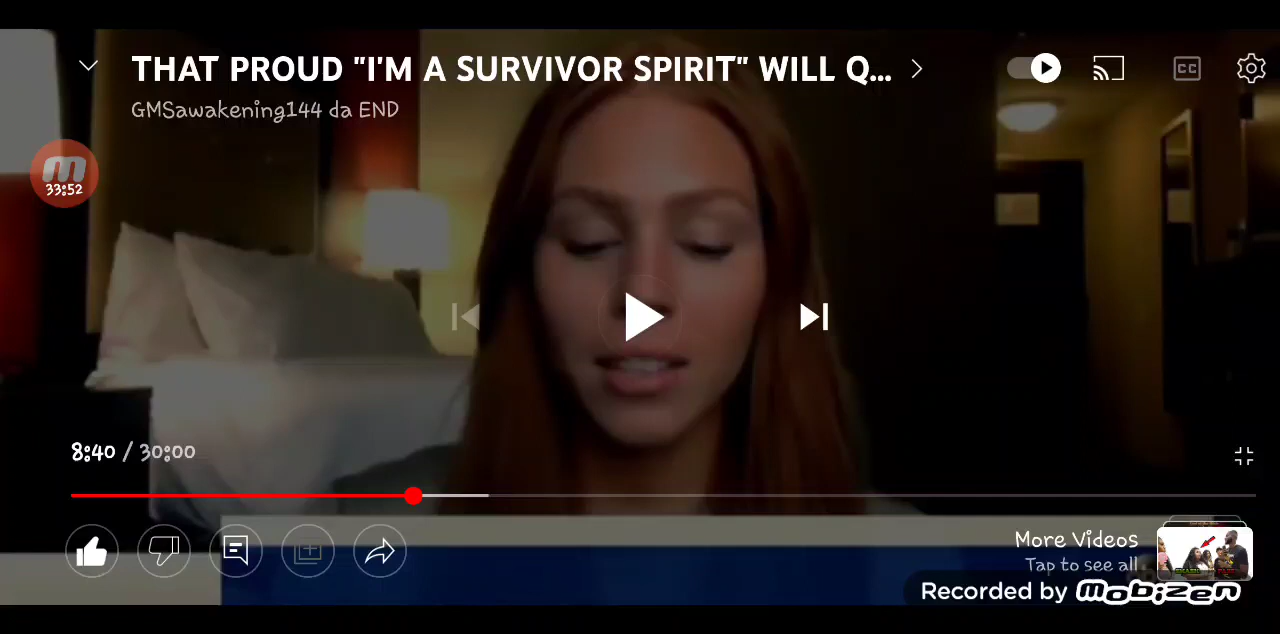 THAT PROUD "I'M A SURVIVOR SPIRIT" WILL Q...
GMSawakening144 da END
CC
m
33:52
8:40 / 30:00
More Videos
Tap to see all
Recorded by mobizen